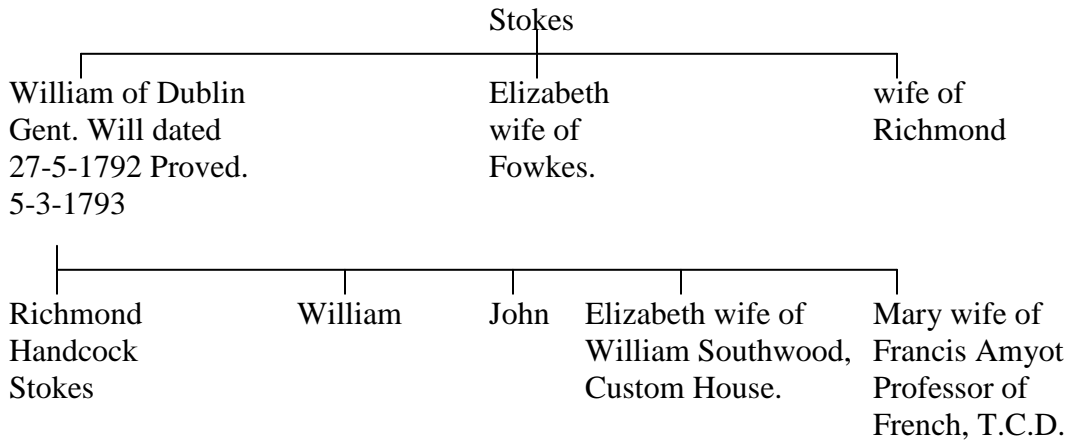 Stokes
William of Dublin
Gent. Will dated
27-5-1792 Proved.
5-3-1793
Elizabeth
wife of
Fowkes.
wife of
Richmond
Richmond
Handcock
Stokes
William
John
Elizabeth wife of
William Southwood,
Custom House.
Mary wife of
Francis Amyot
Professor of
French, T.C.D.